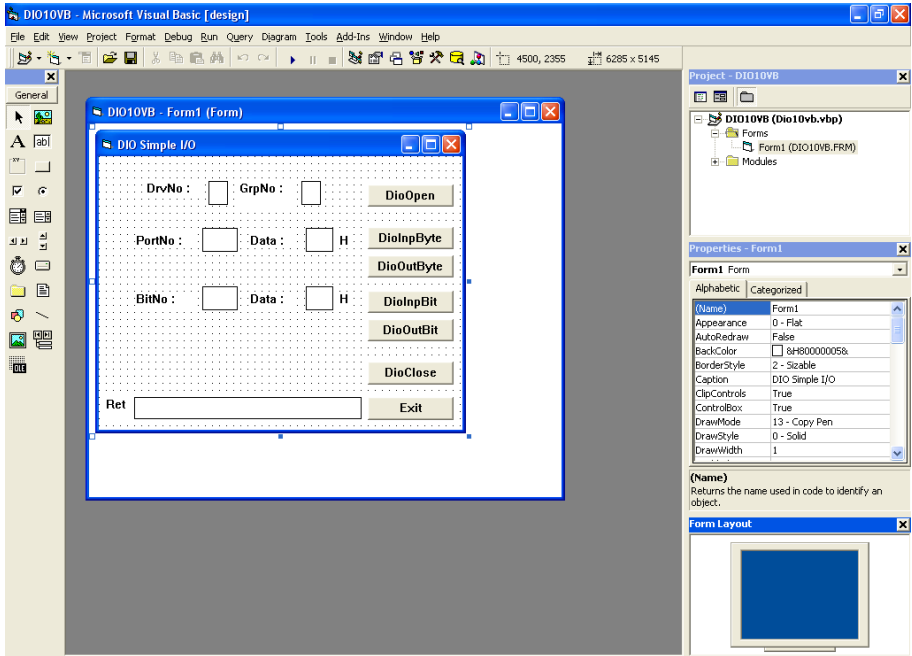 DIO10VB - Microsoft Visual Basic [design]
File Edit View Project Format Debug Run Query Diagram Tools Add-Ins Window Help
4500, 2355 6285 x 5145
General
A ab|
OLE
DIO10VB - Form1 (Form)
DIO Simple I/O
DrvNo : GrpNo : DioOpen
PortNo : Data : H DioInpByte
DioOutByte
BitNo : Data : H DioInpBit
DioOutBit
DioClose
Ret Exit
Project - DIO10VB
DIO10VB (Dio10vb.vbp)
Forms
Form1 (DIO10VB.FRM)
Modules
Properties - Form1
Form1 Form
Alphabetic Categorized
(Name) Form1
Appearance 0 - Flat
AutoRedraw False
BackColor &H80000005&
BorderStyle 2 - Sizable
Caption DIO Simple I/O
ClipControls True
ControlBox True
DrawMode 13 - Copy Pen
DrawStyle 0 - Solid
DrawWidth 1
(Name)
Returns the name used in code to identify an
object.
Form Layout